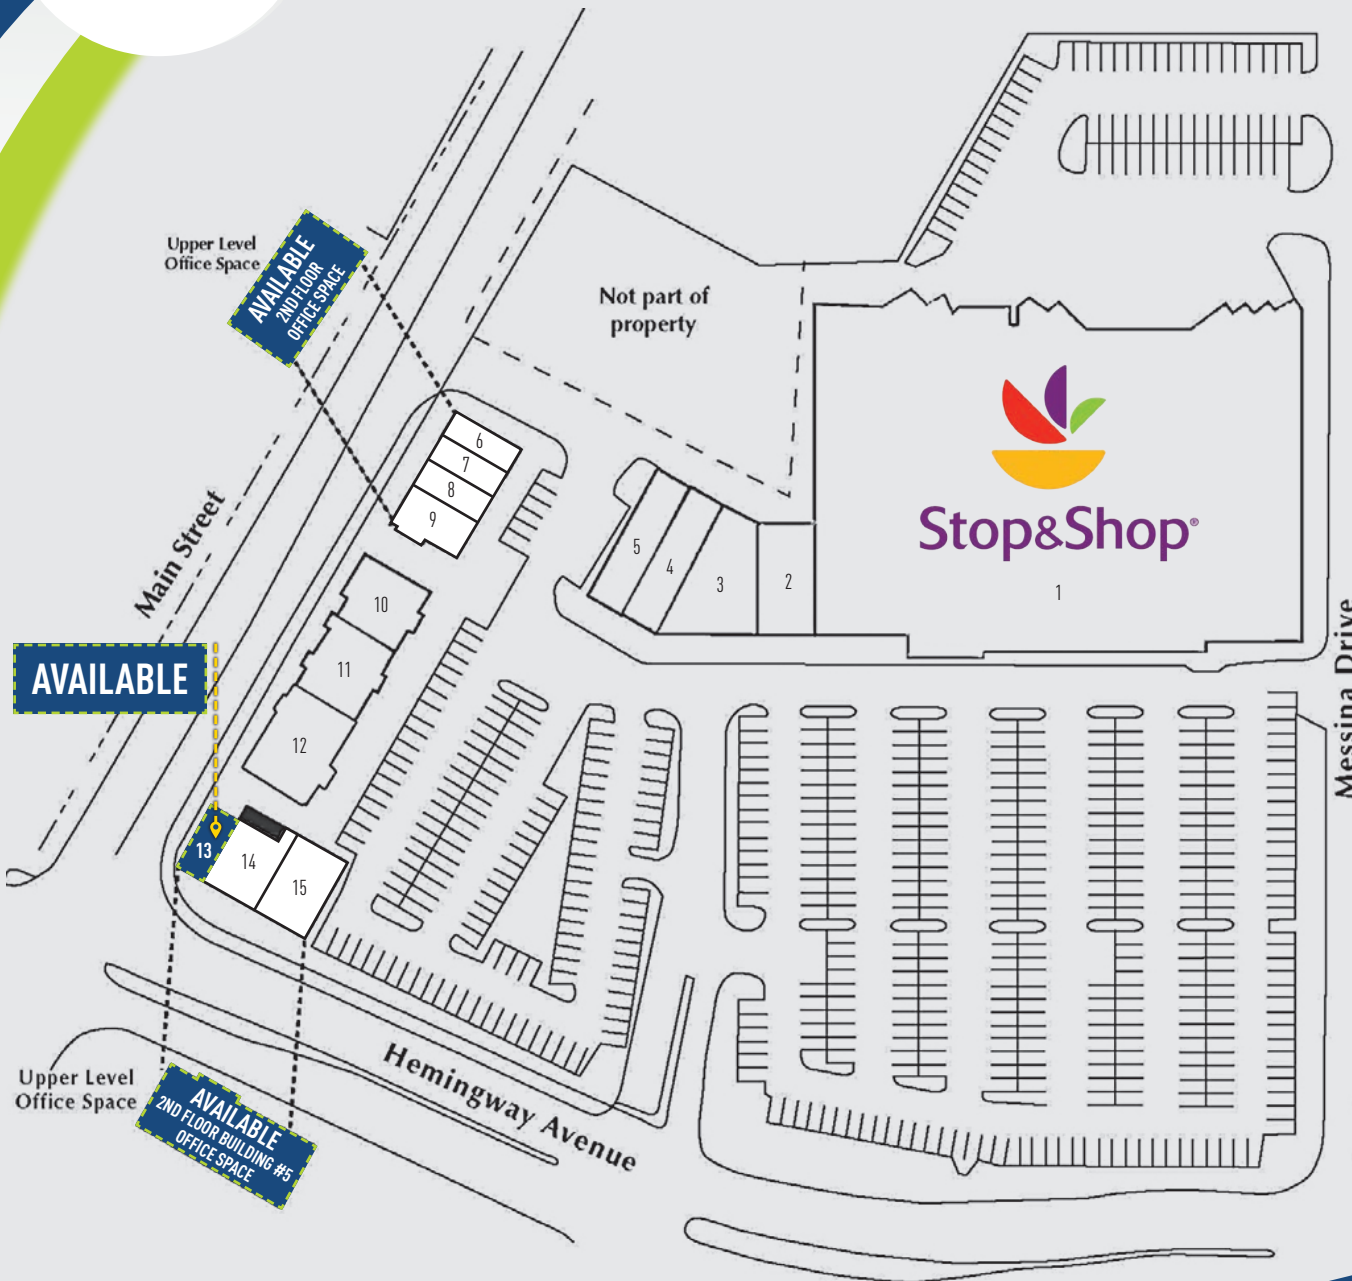 Upper Level
Office Space
AVAILABLE
2ND FLOOR
OFFICE SPACE
Not part of
property
Stop&Shop®
1
2
3
4
5
6
7
8
9
10
11
12
Main Street
AVAILABLE
13
14
15
Messina Drive
Hemingway Avenue
Upper Level
Office Space
AVAILABLE
2ND FLOOR BUILDING #5
OFFICE SPACE